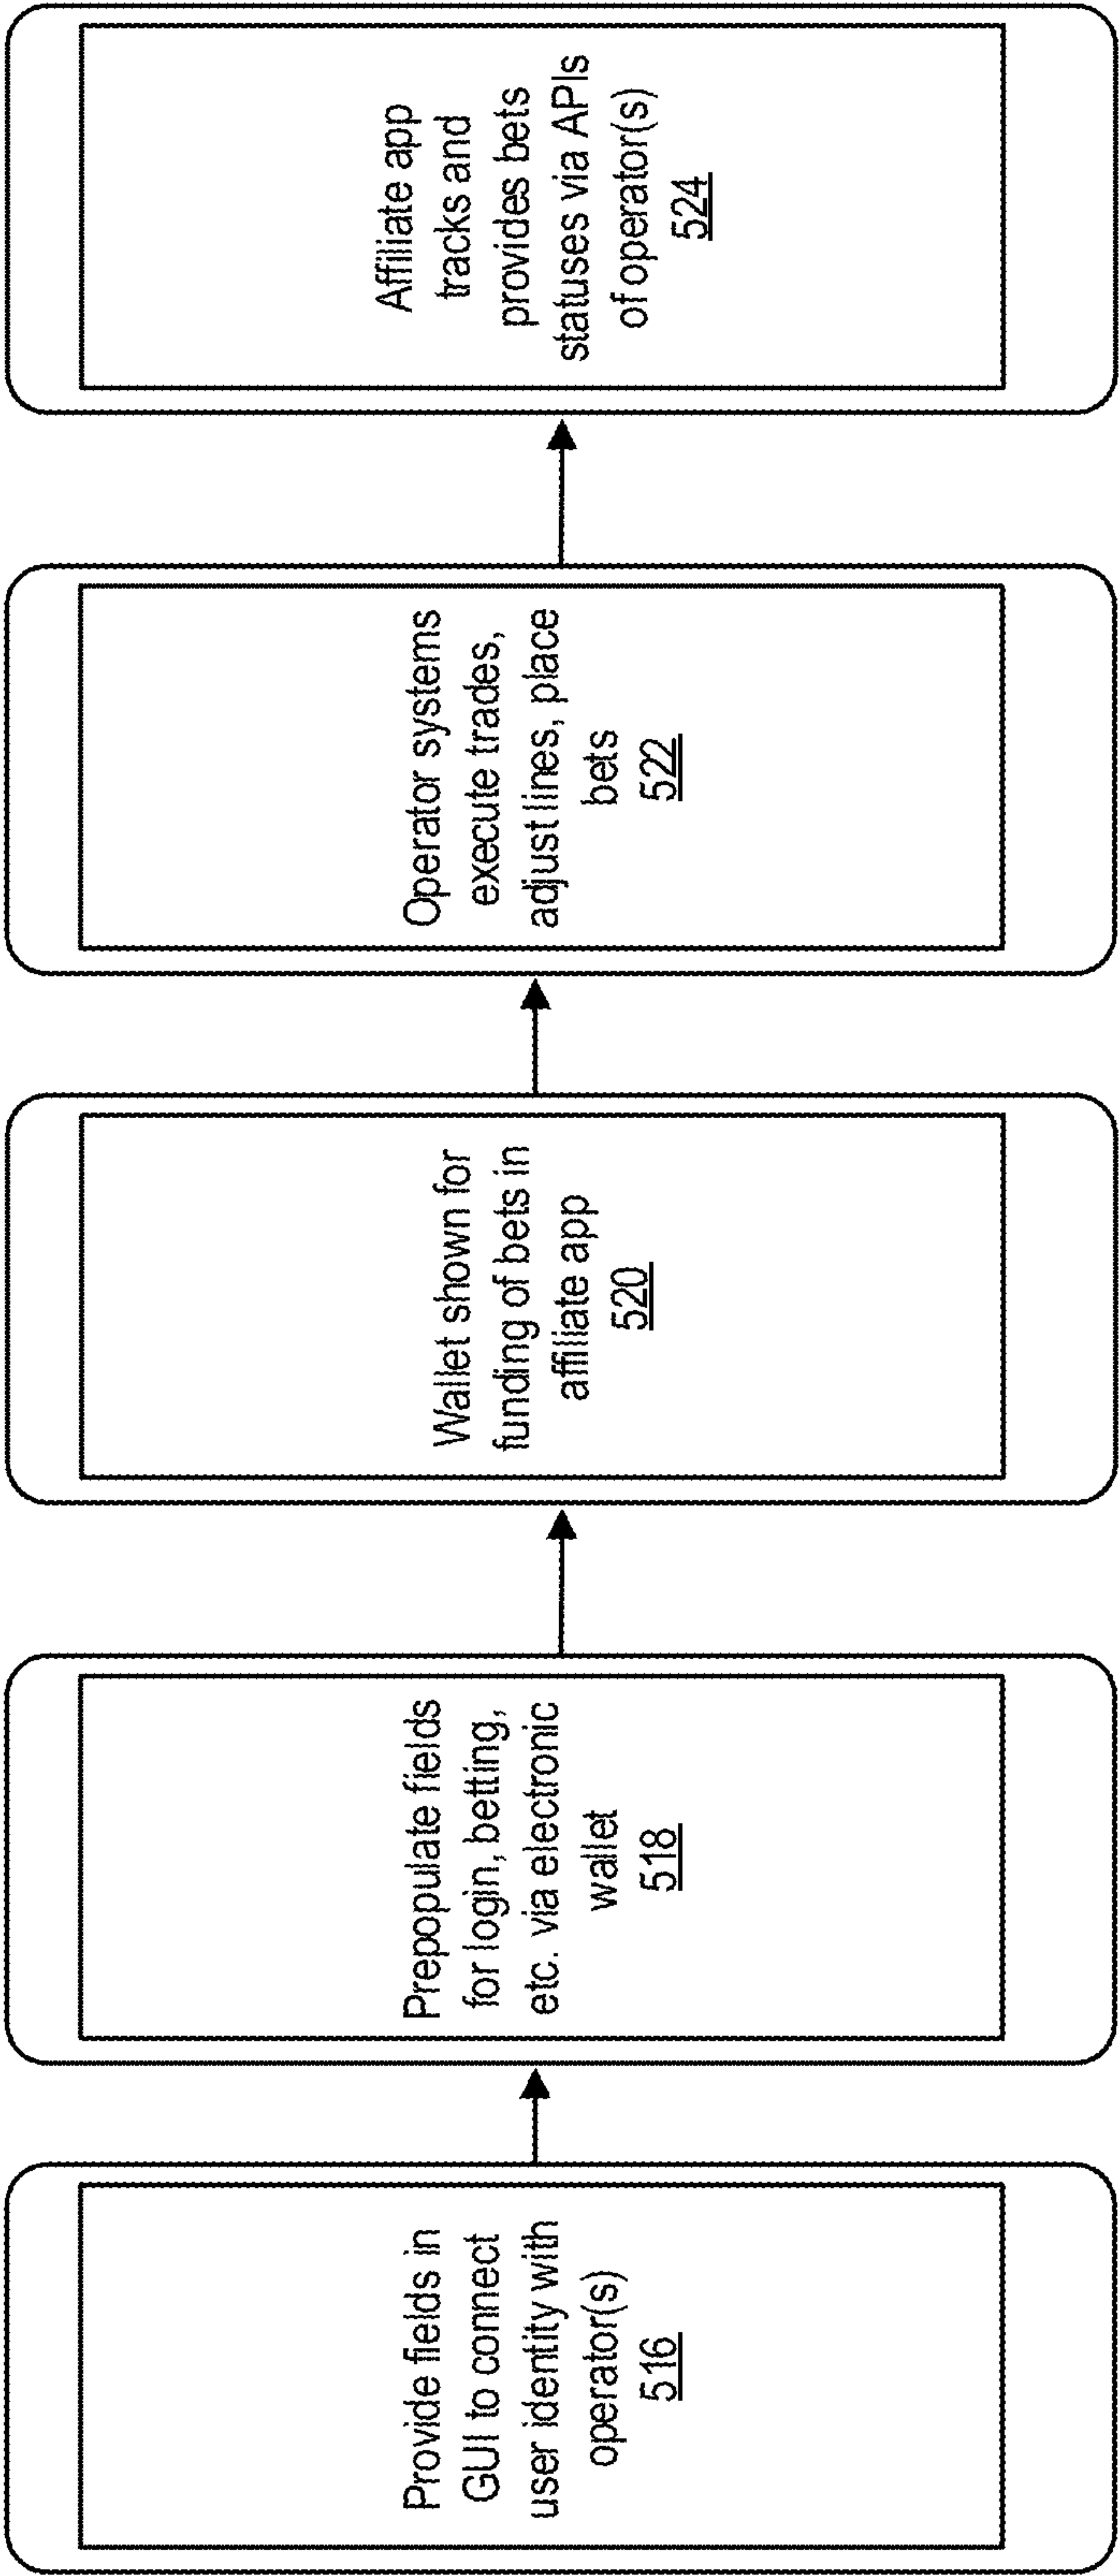 Provide fields in
GUI to connect
user identity with
operator(s)
516
Prepopulate fields
for login, betting,
etc. via electronic
wallet
518
Wallet shown for
funding of bets in
affiliate app
520
Operator systems
execute trades,
adjust lines, place
bets
522
Affiliate app
tracks and
provides bets
statuses via APIs
of operator(s)
524